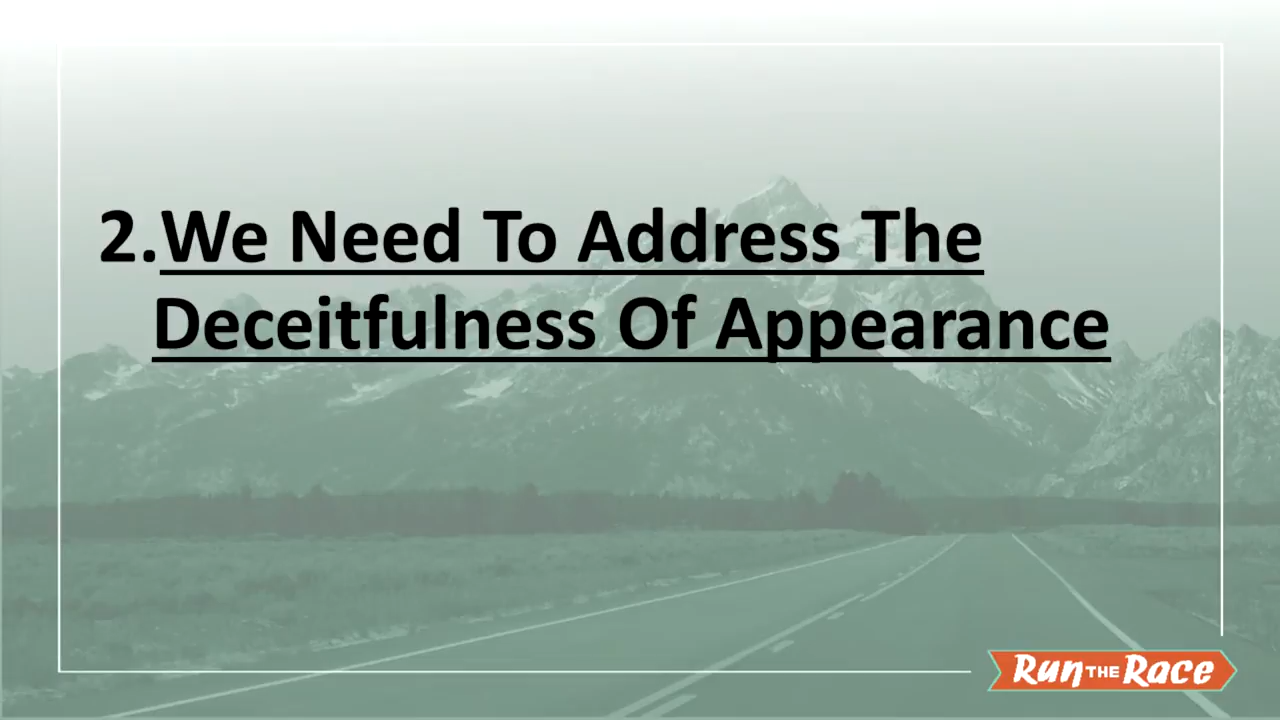 2.We Need To Address The
Deceitfulness Of Appearance
Run THE Race